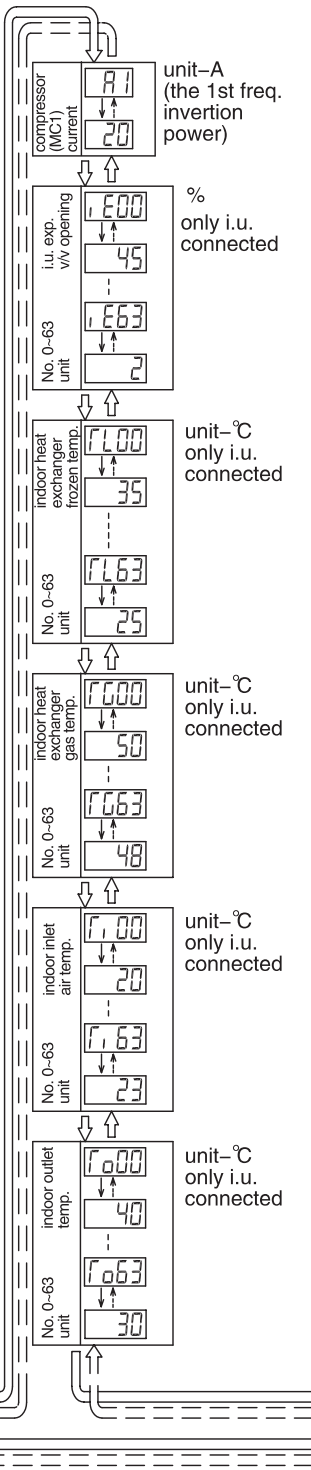 compressor
(MC1)
current
A1
20
unit–A
(the 1st freq.
invertion
power)
i.u. exp.
v/v opening
No. 0~63
unit
iE00
45
iE63
2
%
only i.u.
connected
indoor heat
exchanger
frozen temp.
No. 0~63
unit
TL00
35
TL63
25
unit–℃
only i.u.
connected
indoor heat
exchanger
gas temp.
No. 0~63
unit
TG00
50
TG63
48
unit–℃
only i.u.
connected
indoor inlet
air temp.
No. 0~63
unit
Ti00
20
Ti63
23
unit–℃
only i.u.
connected
indoor outlet
temp.
No. 0~63
unit
To00
40
To63
30
unit–℃
only i.u.
connected